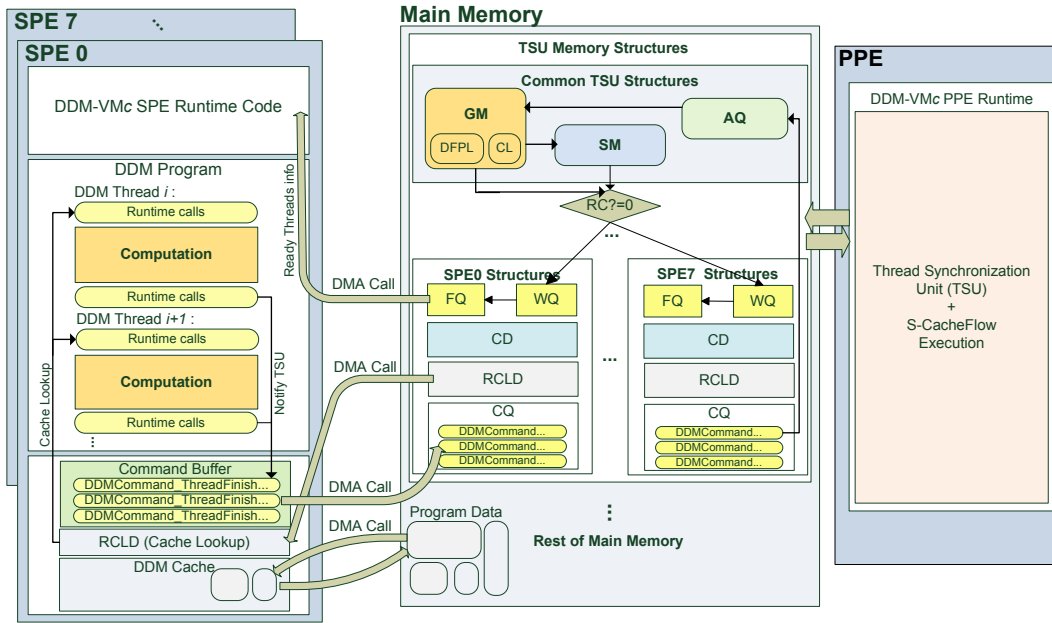 SPE 7
⋱
SPE 0
DDM-VMc SPE Runtime Code
DDM Program
DDM Thread i :
Runtime calls
Computation
Runtime calls
DDM Thread i+1 :
Runtime calls
Computation
Runtime calls
...
Cache Lookup
Notify TSU
Ready Threads info
Command Buffer
DDMCommand_ThreadFinish...
DDMCommand_ThreadFinish...
DDMCommand_ThreadFinish...
RCLD (Cache Lookup)
DDM Cache
DMA Call
DMA Call
DMA Call
DMA Call
Main Memory
TSU Memory Structures
Common TSU Structures
GM
DFPL
CL
SM
AQ
RC?=0
...
SPE0 Structures
FQ
WQ
CD
RCLD
CQ
DDMCommand...
DDMCommand...
DDMCommand...
...
...
SPE7 Structures
FQ
WQ
CD
RCLD
CQ
DDMCommand...
DDMCommand...
DDMCommand...
Program Data
...
Rest of Main Memory
PPE
DDM-VMc PPE Runtime
Thread Synchronization
Unit (TSU)
+
S-CacheFlow
Execution